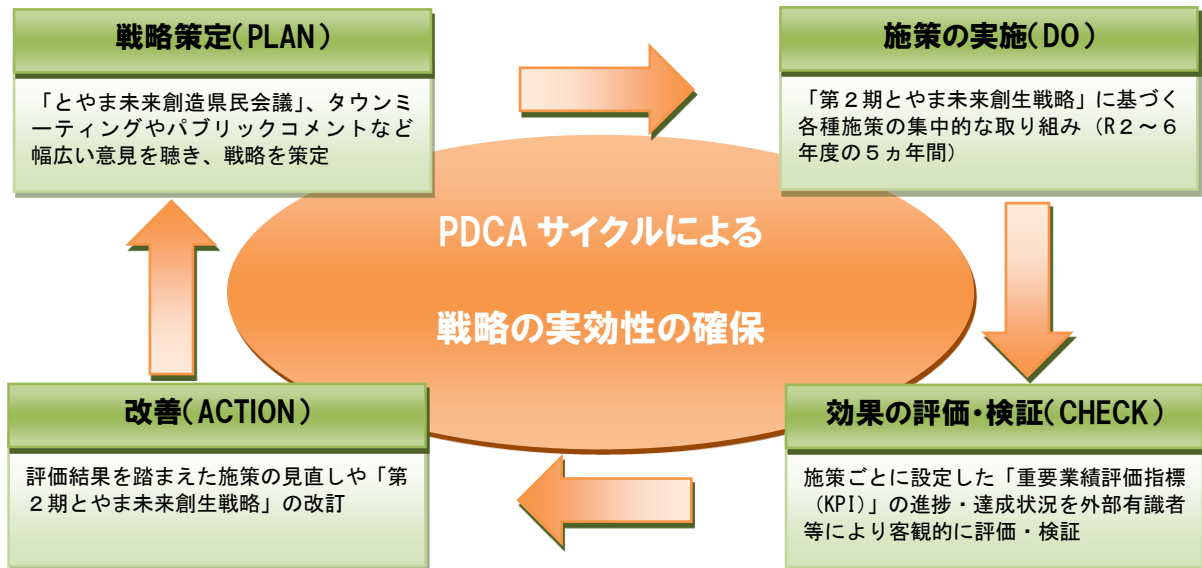 戦略策定(PLAN)
「とやま未来創造県民会議」、タウンミ
ーティングやパブリックコメントなど
幅広い意見を聴き、戦略を策定
施策の実施(DO)
「第２期とやま未来創生戦略」に基づく
各種施策の集中的な取り組み（R２～６
年度の５ヵ年間）
PDCA サイクルによる
戦略の実効性の確保
改善(ACTION)
評価結果を踏まえた施策の見直しや「第
２期とやま未来創生戦略」の改訂
効果の評価・検証(CHECK)
施策ごとに設定した「重要業績評価指標
（KPI）」の進捗・達成状況を外部有識者
等により客観的に評価・検証